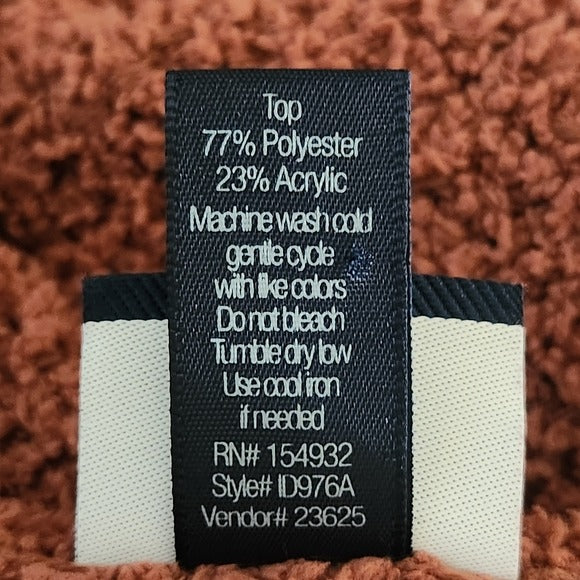 Top
77% Polyester
23% Acrylic
Machine wash cold
gentle cycle
with like colors
Do not bleach
Tumble dry low
Use cool iron
if needed
RN# 154932
Style# ID976A
Vendor# 23625